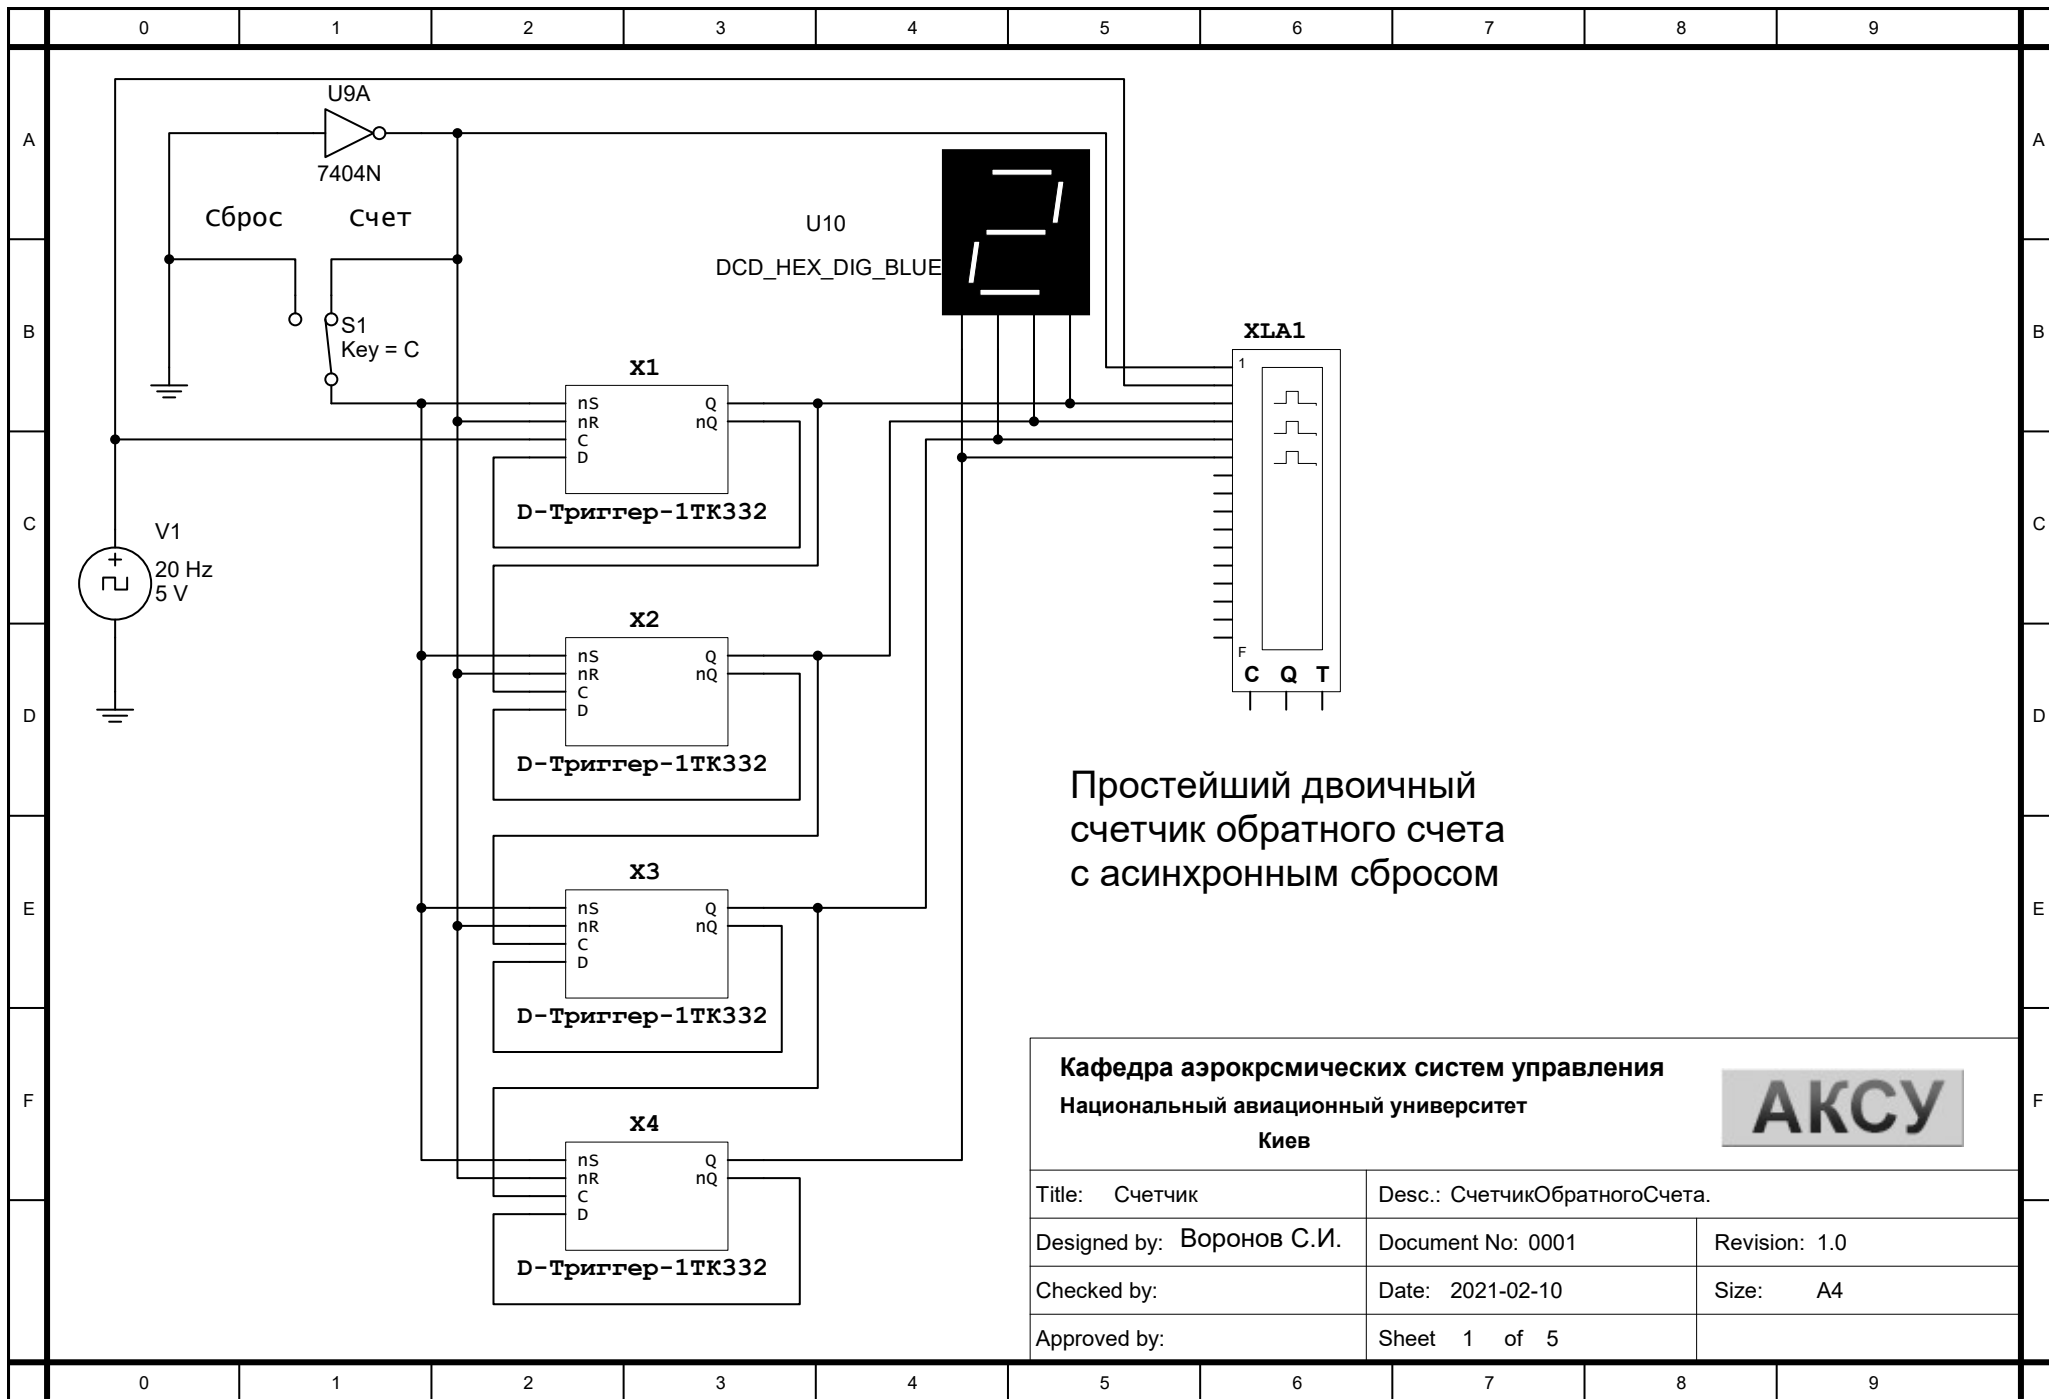 0 1 2 3 4 5 6 7 8 9
A A
B B
C C
D D
E E
F F
U9A
7404N
Сброс Счет
S1
Key = C
U10
DCD_HEX_DIG_BLUE
XLA1
1
F
C Q T
V1
20 Hz
5 V
X1
nS Q
nR nQ
C
D
D-Триггер-1ТК332
X2
nS Q
nR nQ
C
D
D-Триггер-1ТК332
X3
nS Q
nR nQ
C
D
D-Триггер-1ТК332
X4
nS Q
nR nQ
C
D
D-Триггер-1ТК332
Простейший двоичный
счетчик обратного счета
с асинхронным сбросом
Кафедра аэрокрсмических систем управления
Национальный авиационный университет
Киев
АКСУ
Title: Счетчик Desc.: СчетчикОбратногоСчета.
Designed by: Воронов С.И. Document No: 0001 Revision: 1.0
Checked by: Date: 2021-02-10 Size: A4
Approved by: Sheet 1 of 5
0 1 2 3 4 5 6 7 8 9